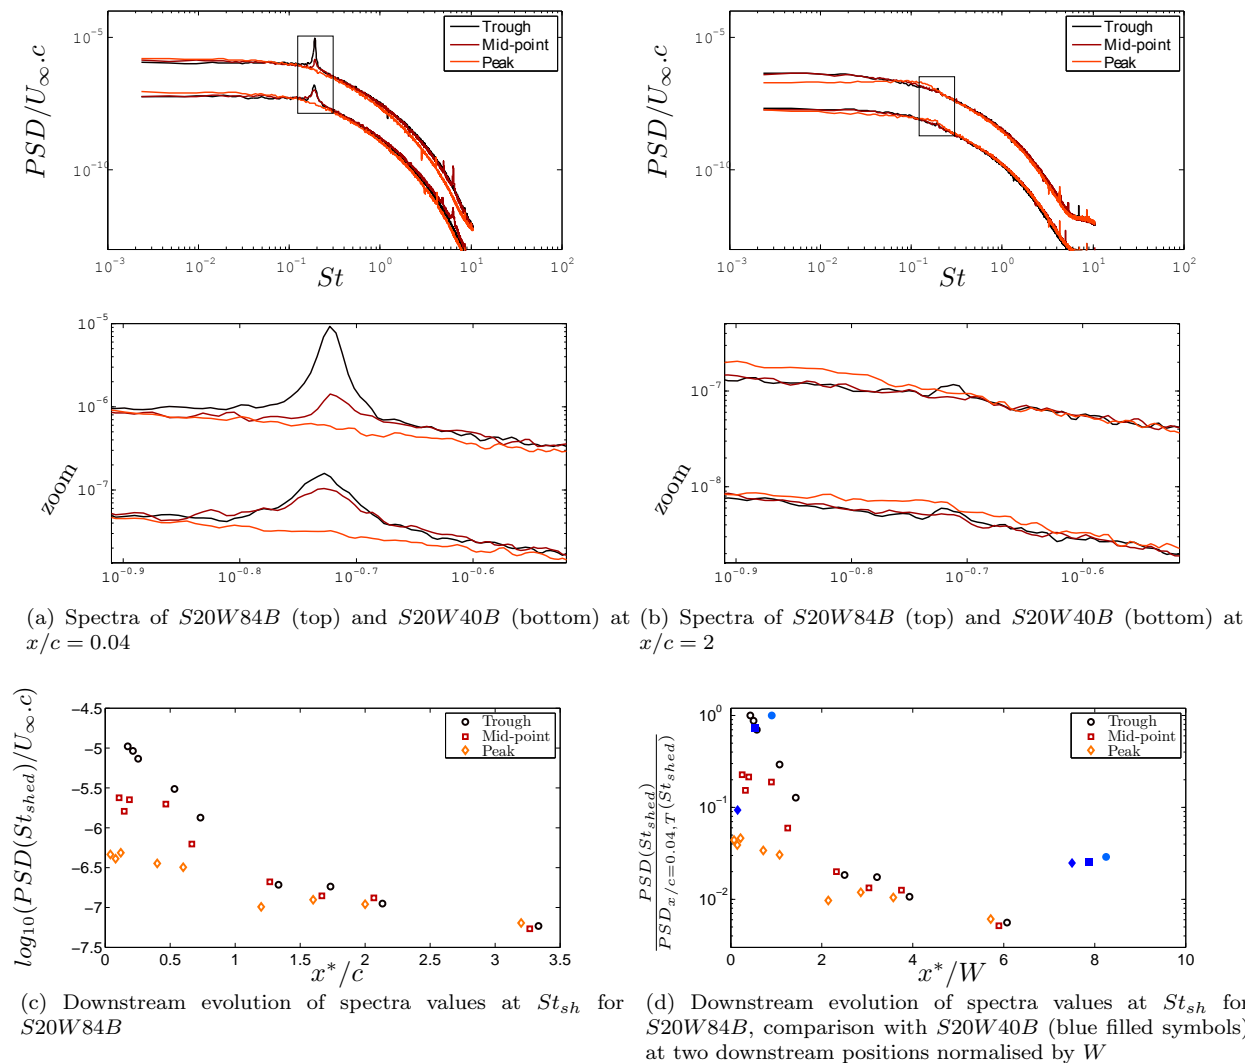 10^-5
10^-10
PSD/U∞.c
Trough
Mid-point
Peak
10^-3 10^-2 10^-1 10^0 10^1 10^2
St
10^-5
10^-10
PSD/U∞.c
Trough
Mid-point
Peak
10^-3 10^-2 10^-1 10^0 10^1 10^2
St
10^-5
10^-6
10^-7
zoom
10^-0.9 10^-0.8 10^-0.7 10^-0.6
10^-7
10^-8
zoom
10^-0.9 10^-0.8 10^-0.7 10^-0.6
(a) Spectra of S20W84B (top) and S20W40B (bottom) at
x/c = 0.04
(b) Spectra of S20W84B (top) and S20W40B (bottom) at
x/c = 2
log10(PSD(St_shed)/U∞.c)
-4.5
-5
-5.5
-6
-6.5
-7
-7.5
Trough
Mid-point
Peak
0 0.5 1 1.5 2 2.5 3 3.5
x*/c
PSD(St_shed)
PSD_x/c=0.04,T(St_shed)
10^0
10^-1
10^-2
Trough
Mid-point
Peak
0 2 4 6 8 10
x*/W
(c) Downstream evolution of spectra values at St_sh for
S20W84B
(d) Downstream evolution of spectra values at St_sh for
S20W84B, comparison with S20W40B (blue filled symbols)
at two downstream positions normalised by W